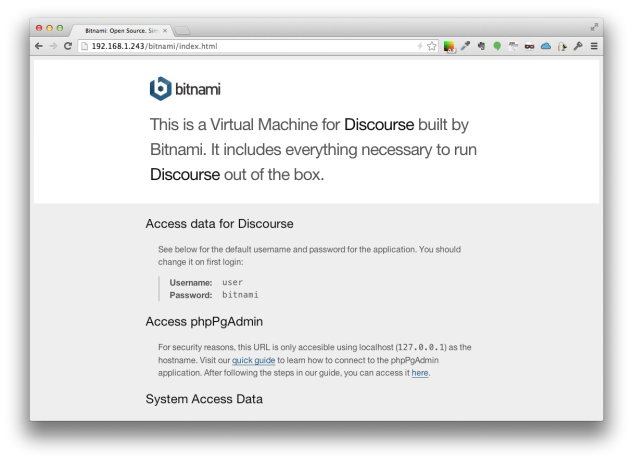 Bitnami: Open Source. Sim
192.168.1.243/bitnami/index.html
bitnami
This is a Virtual Machine for Discourse built by
Bitnami. It includes everything necessary to run
Discourse out of the box.
Access data for Discourse
See below for the default username and password for the application. You should
change it on first login:
Username: user
Password: bitnami
Access phpPgAdmin
For security reasons, this URL is only accesible using localhost (127.0.0.1) as the
hostname. Visit our quick guide to learn how to connect to the phpPgAdmin
application. After following the steps in our guide, you can access it here.
System Access Data